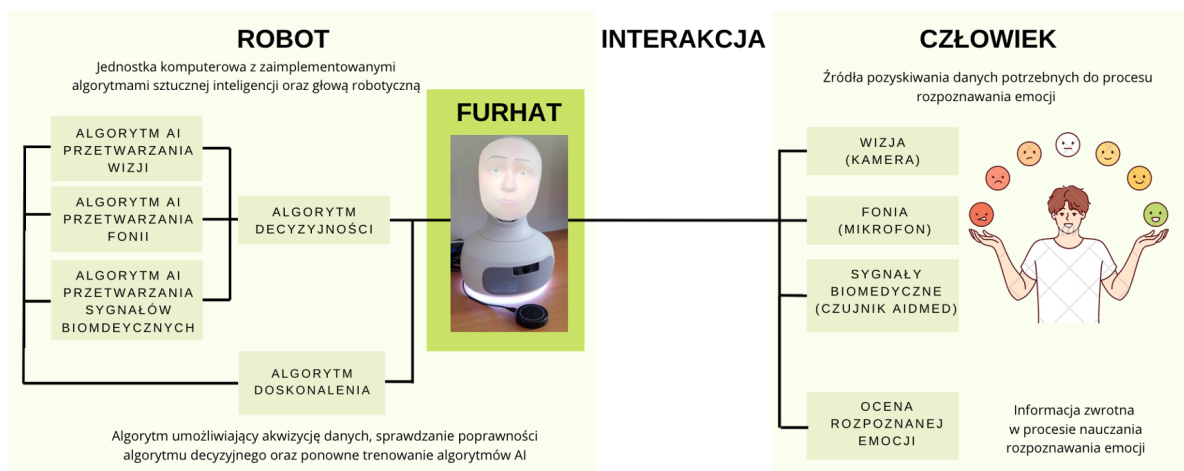 ROBOT
Jednostka komputerowa z zaimplementowanymi
algorytmami sztucznej inteligencji oraz głową robotyczną
ALGORYTM AI
PRZETWARZANIA
WIZJI
ALGORYTM AI
PRZETWARZANIA
FONII
ALGORYTM AI
PRZETWARZANIA
SYGNAŁÓW
BIOMDEYCZNYCH
ALGORYTM
DECYZYJNOŚCI
ALGORYTM
DOSKONALENIA
Algorytm umożliwiający akwizycję danych, sprawdzanie poprawności
algorytmu decyzyjnego oraz ponowne trenowanie algorytmów AI
FURHAT
INTERAKCJA
CZŁOWIEK
Źródła pozyskiwania danych potrzebnych do procesu
rozpoznawania emocji
WIZJA
(KAMERA)
FONIA
(MIKROFON)
SYGNAŁY
BIOMEDYCZNE
(CZUJNIK AIDMED)
OCENA
ROZPOZNANEJ
EMOCJI
Informacja zwrotna
w procesie nauczania
rozpoznawania emocji